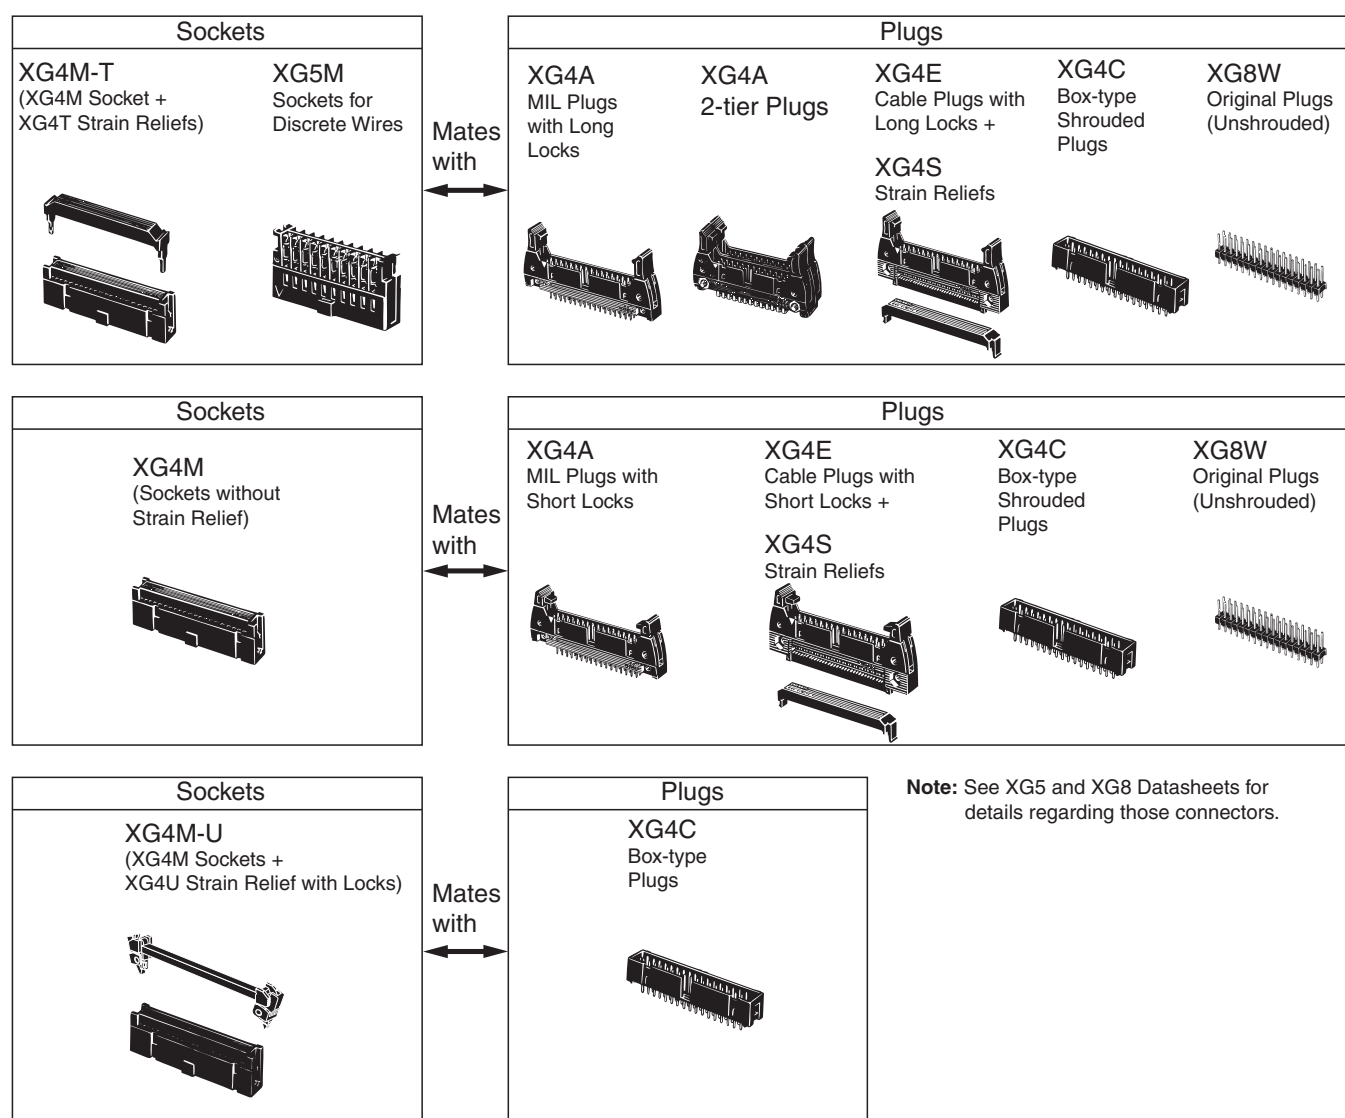 Sockets
XG4M-T
(XG4M Socket +
XG4T Strain Reliefs)
XG5M
Sockets for
Discrete Wires
Mates
with
Plugs
XG4A
MIL Plugs
with Long
Locks
XG4A
2-tier Plugs
XG4E
Cable Plugs with
Long Locks +
XG4S
Strain Reliefs
XG4C
Box-type
Shrouded
Plugs
XG8W
Original Plugs
(Unshrouded)
Sockets
XG4M
(Sockets without
Strain Relief)
Mates
with
Plugs
XG4A
MIL Plugs with
Short Locks
XG4E
Cable Plugs with
Short Locks +
XG4S
Strain Reliefs
XG4C
Box-type
Shrouded
Plugs
XG8W
Original Plugs
(Unshrouded)
Sockets
XG4M-U
(XG4M Sockets +
XG4U Strain Relief with Locks)
Mates
with
Plugs
XG4C
Box-type
Plugs
Note: See XG5 and XG8 Datasheets for
details regarding those connectors.